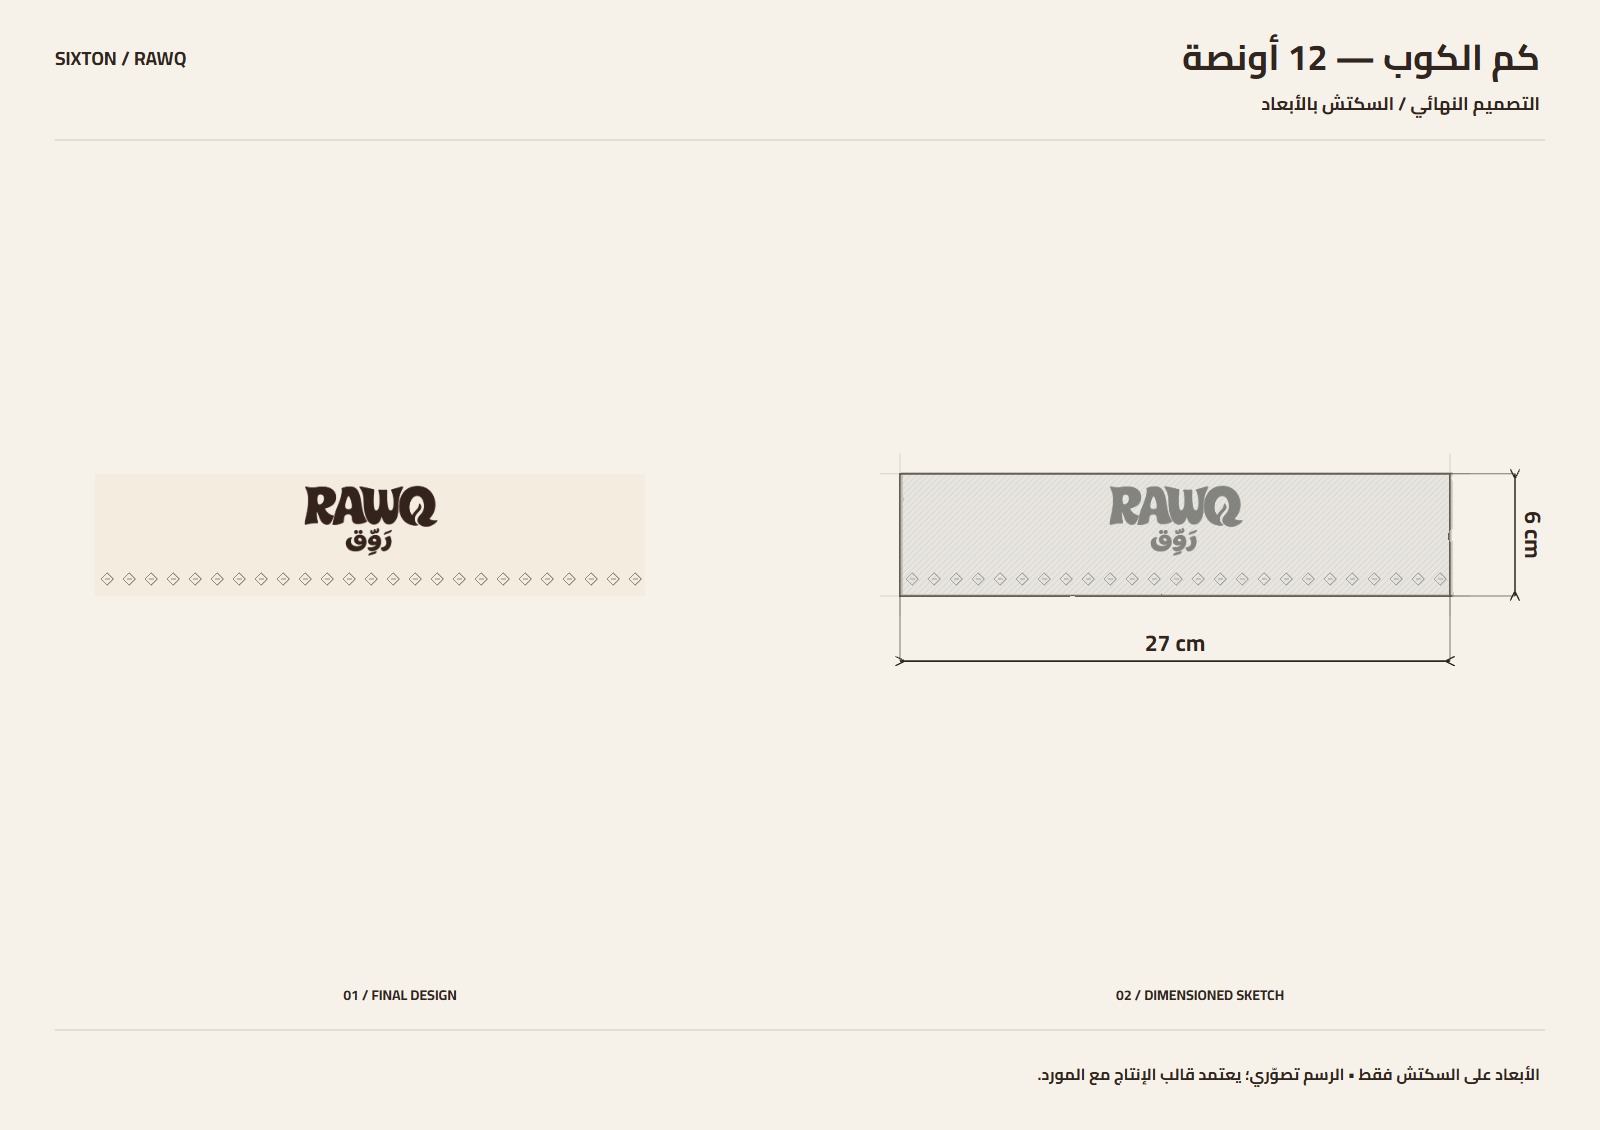 SIXTON / RAWQ
كم الكوب — 12 أونصة
التصميم النهائي / السكتش بالأبعاد
RAWQ
رَوِّق
RAWQ
رَوِّق
6 cm
27 cm
01 / FINAL DESIGN
02 / DIMENSIONED SKETCH
الأبعاد على السكتش فقط • الرسم تصوّري؛ يعتمد قالب الإنتاج مع المورد.